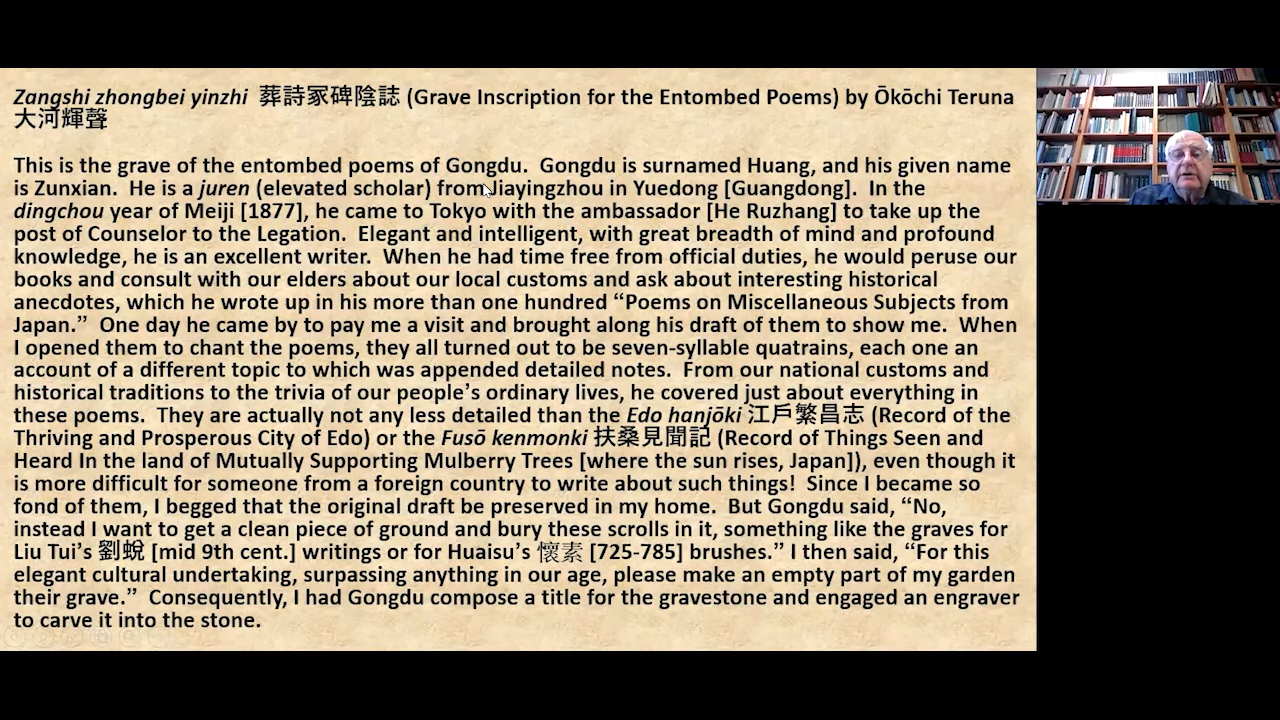 Zangshi zhongbei yinzhi 葬詩冢碑陰誌 (Grave Inscription for the Entombed Poems) by Ōkōchi Teruna
大河輝聲
This is the grave of the entombed poems of Gongdu.  Gongdu is surnamed Huang, and his given name
is Zunxian.  He is a juren (elevated scholar) from Jiayingzhou in Yuedong [Guangdong].  In the
dingchou year of Meiji [1877], he came to Tokyo with the ambassador [He Ruzhang] to take up the
post of Counselor to the Legation.  Elegant and intelligent, with great breadth of mind and profound
knowledge, he is an excellent writer.  When he had time free from official duties, he would peruse our
books and consult with our elders about our local customs and ask about interesting historical
anecdotes, which he wrote up in his more than one hundred “Poems on Miscellaneous Subjects from
Japan.”  One day he came by to pay me a visit and brought along his draft of them to show me.  When
I opened them to chant the poems, they all turned out to be seven-syllable quatrains, each one an
account of a different topic to which was appended detailed notes.  From our national customs and
historical traditions to the trivia of our people’s ordinary lives, he covered just about everything in
these poems.  They are actually not any less detailed than the Edo hanjōki 江戶繁昌志 (Record of the
Thriving and Prosperous City of Edo) or the Fusō kenmonki 扶桑見聞記 (Record of Things Seen and
Heard In the land of Mutually Supporting Mulberry Trees [where the sun rises, Japan]), even though it
is more difficult for someone from a foreign country to write about such things!  Since I became so
fond of them, I begged that the original draft be preserved in my home.  But Gongdu said, “No,
instead I want to get a clean piece of ground and bury these scrolls in it, something like the graves for
Liu Tui’s 劉蛻 [mid 9th cent.] writings or for Huaisu’s 懷素 [725-785] brushes.” I then said, “For this
elegant cultural undertaking, surpassing anything in our age, please make an empty part of my garden
their grave.”  Consequently, I had Gongdu compose a title for the gravestone and engaged an engraver
to carve it into the stone.